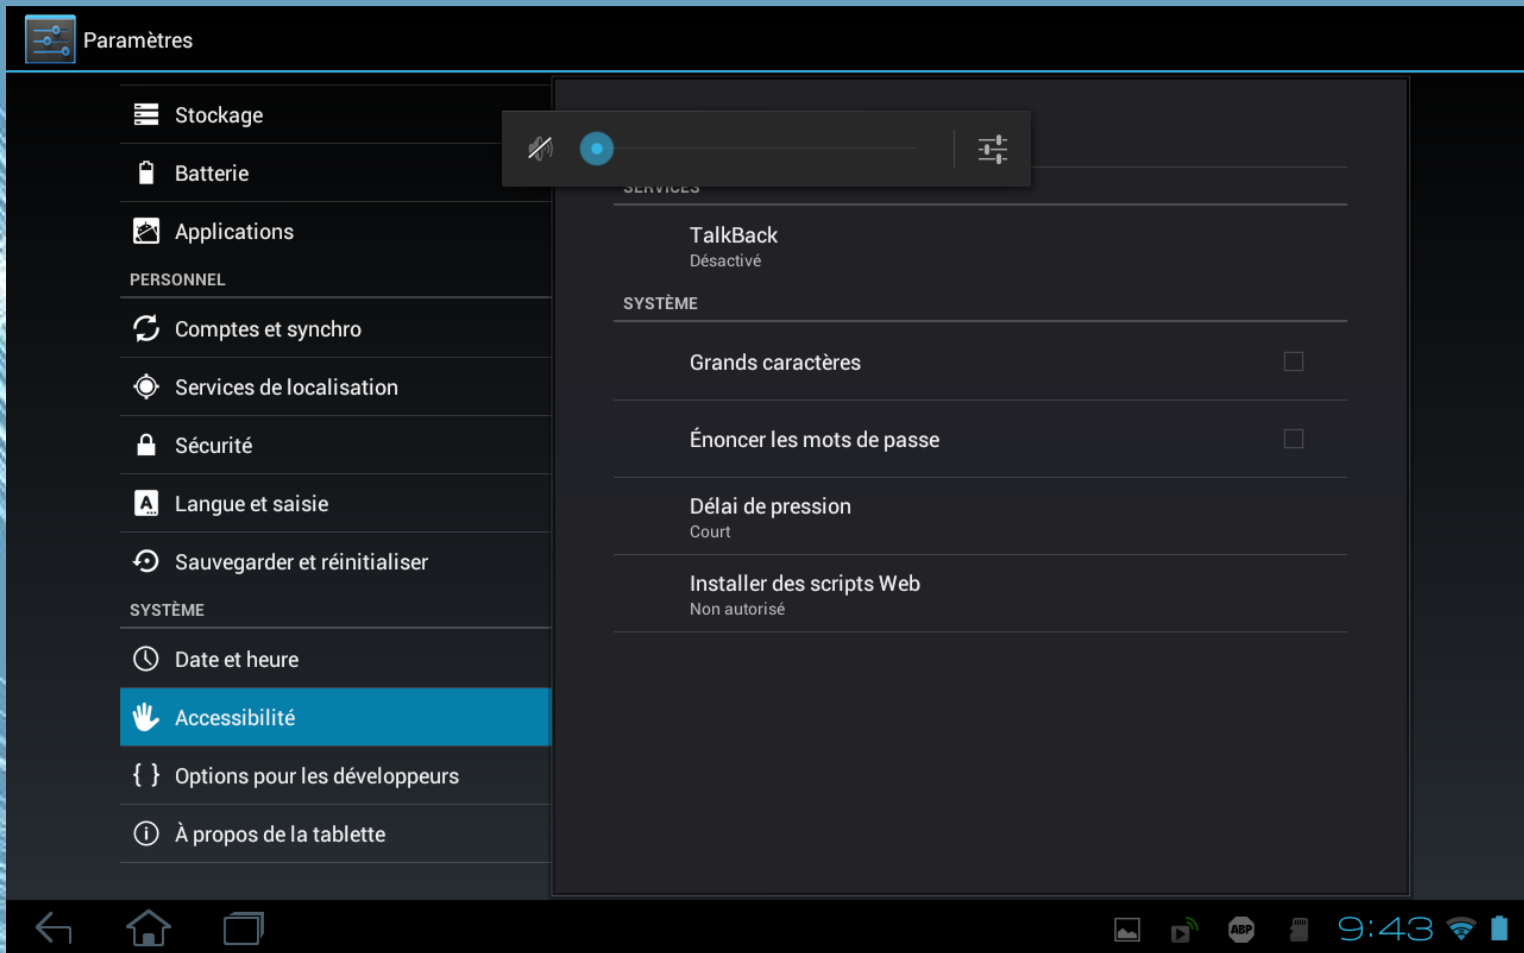 Paramètres
Stockage
Batterie
Applications
PERSONNEL
Comptes et synchro
Services de localisation
Sécurité
Langue et saisie
Sauvegarder et réinitialiser
SYSTÈME
Date et heure
Accessibilité
{ } Options pour les développeurs
À propos de la tablette
SERVICES
TalkBack
Désactivé
SYSTÈME
Grands caractères
Énoncer les mots de passe
Délai de pression
Court
Installer des scripts Web
Non autorisé
ABP
9:43